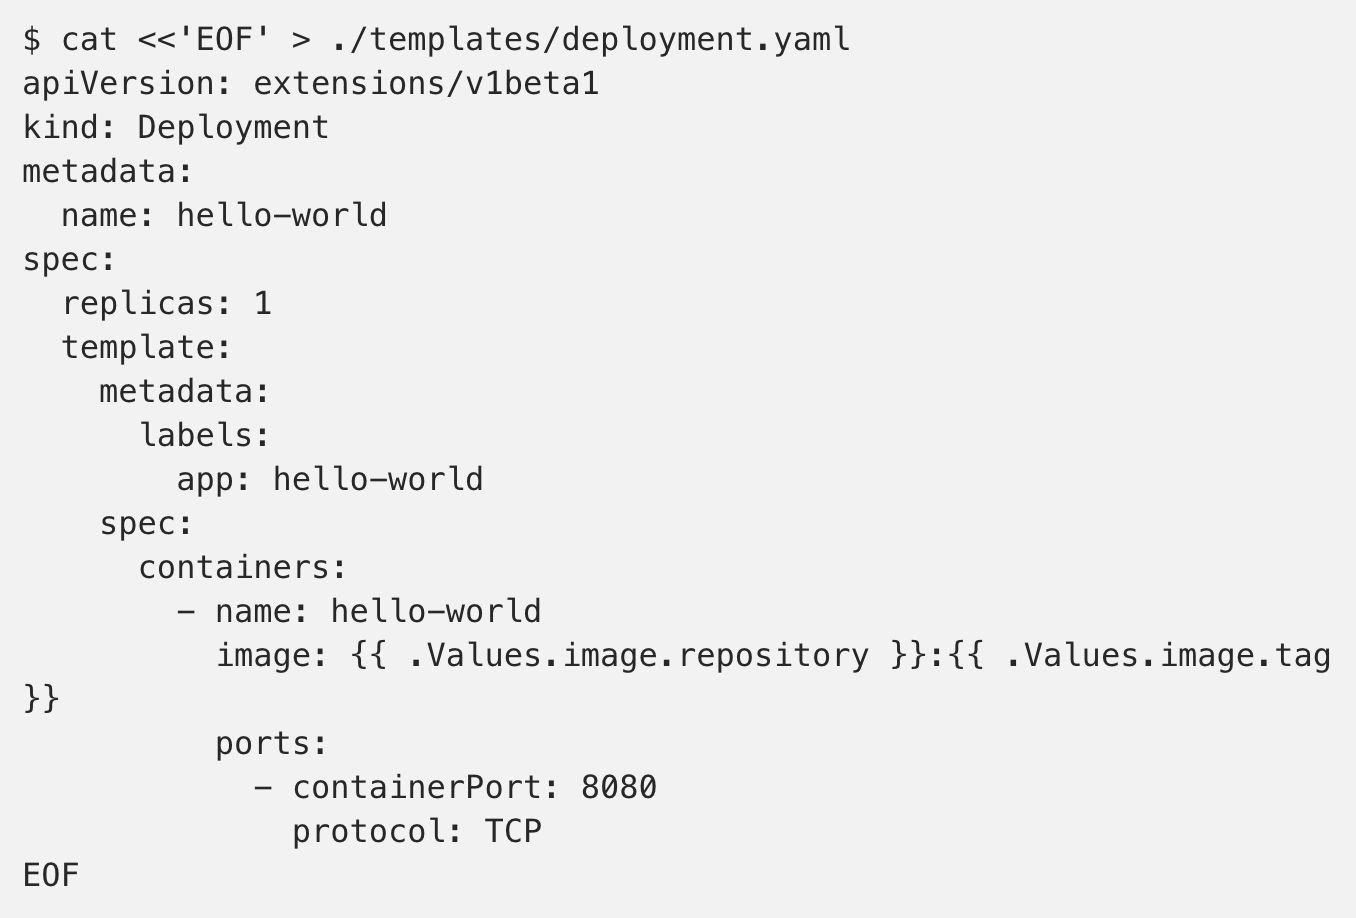 $ cat <<'EOF' > ./templates/deployment.yaml
apiVersion: extensions/v1beta1
kind: Deployment
metadata:
  name: hello-world
spec:
  replicas: 1
  template:
    metadata:
      labels:
        app: hello-world
    spec:
      containers:
        - name: hello-world
          image: {{ .Values.image.repository }}:{{ .Values.image.tag
}}
          ports:
            - containerPort: 8080
              protocol: TCP
EOF